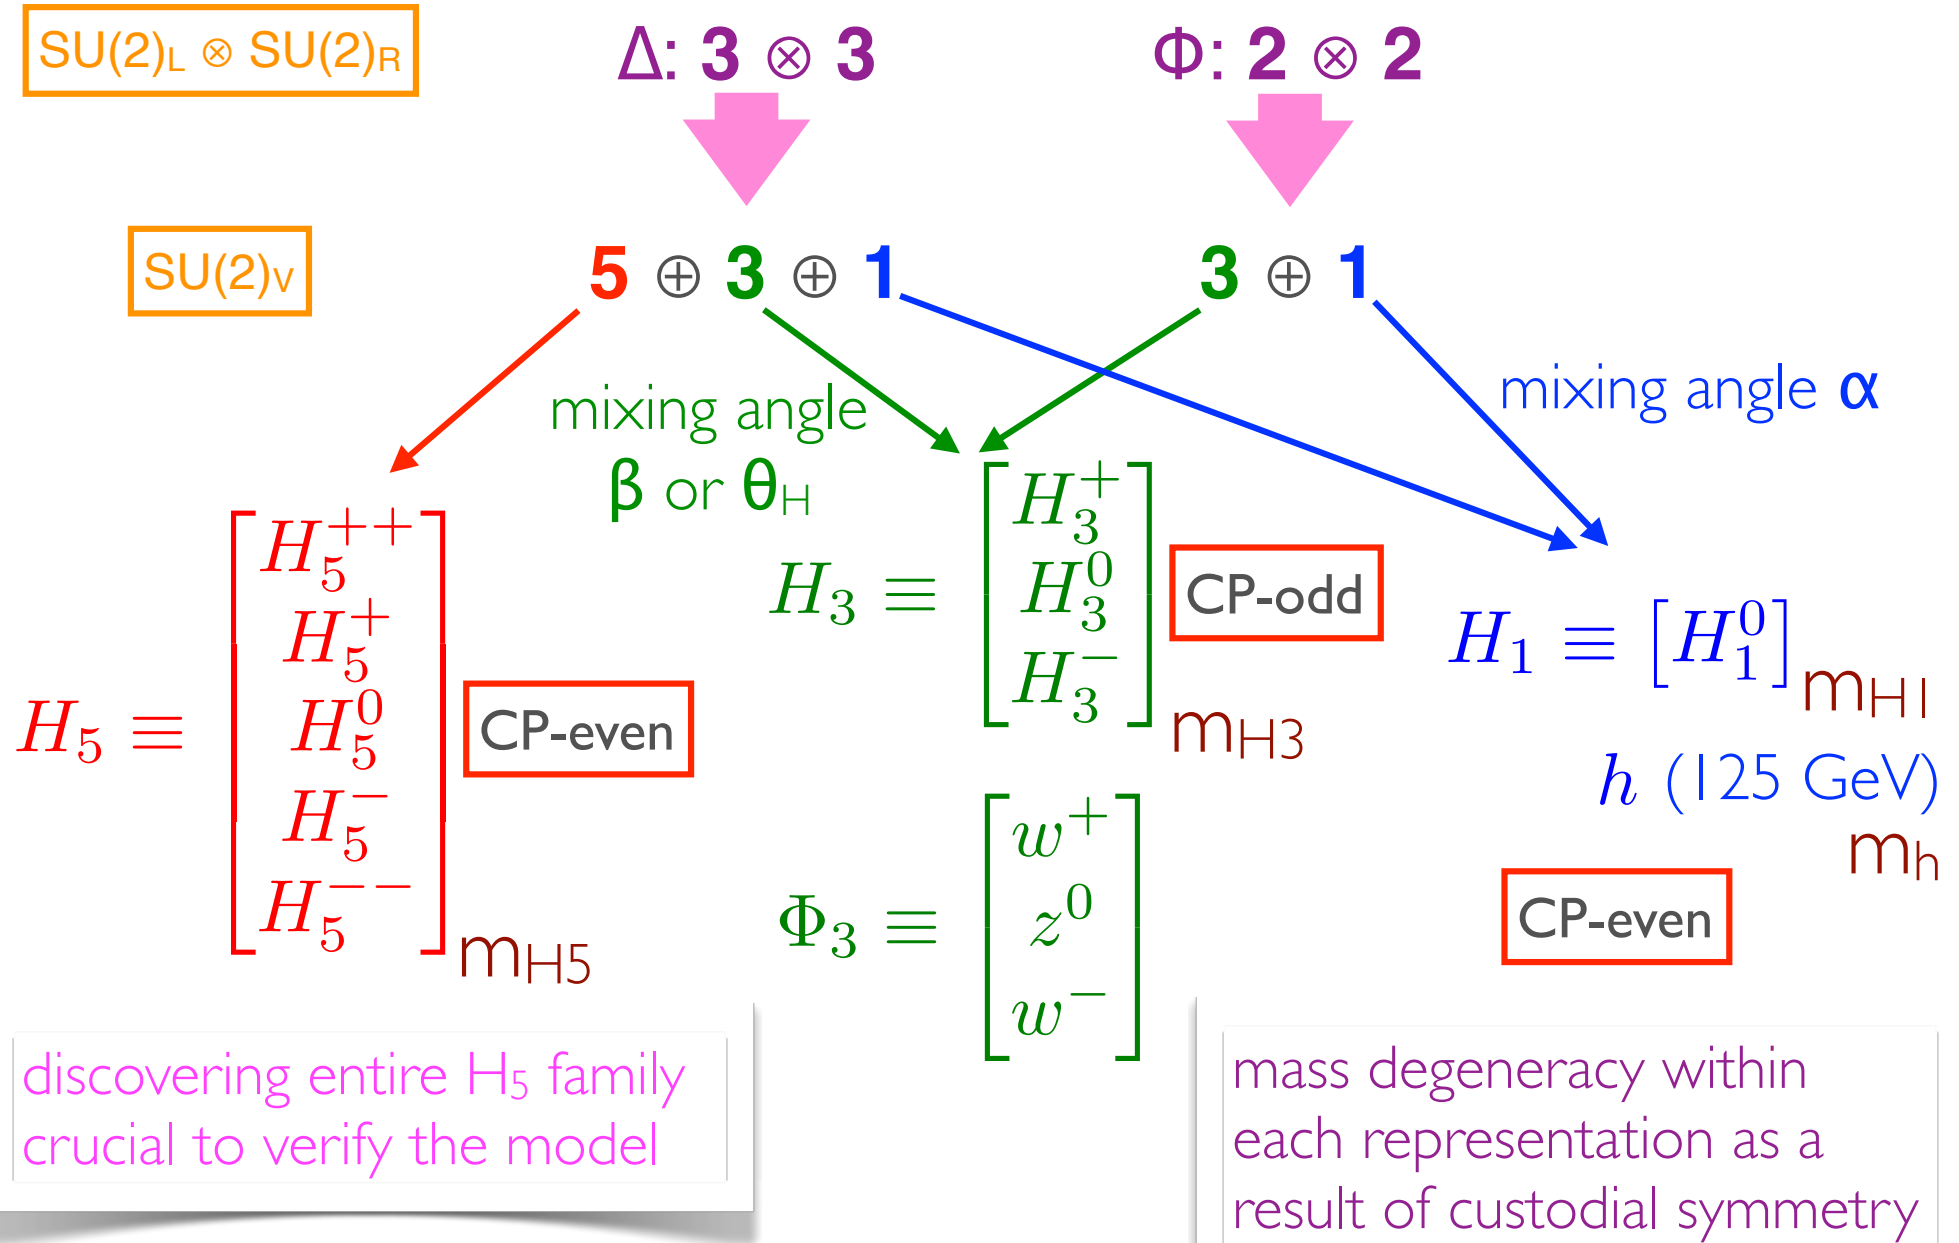 SU(2)L ⊗ SU(2)R
Δ: 3 ⊗ 3
Φ: 2 ⊗ 2
SU(2)V
5 ⊕ 3 ⊕ 1
3 ⊕ 1
mixing angle
β or θH
mixing angle α
H₅ ≡ [H₅⁺⁺
H₅⁺
H₅⁰
H₅⁻
H₅⁻⁻]
mH5
CP-even
H₃ ≡ [H₃⁺
H₃⁰
H₃⁻]
mH3
CP-odd
Φ₃ ≡ [w⁺
z⁰
w⁻]
H₁ ≡ [H₁⁰]
mH1
h (125 GeV)
mh
CP-even
discovering entire H₅ family
crucial to verify the model
mass degeneracy within
each representation as a
result of custodial symmetry